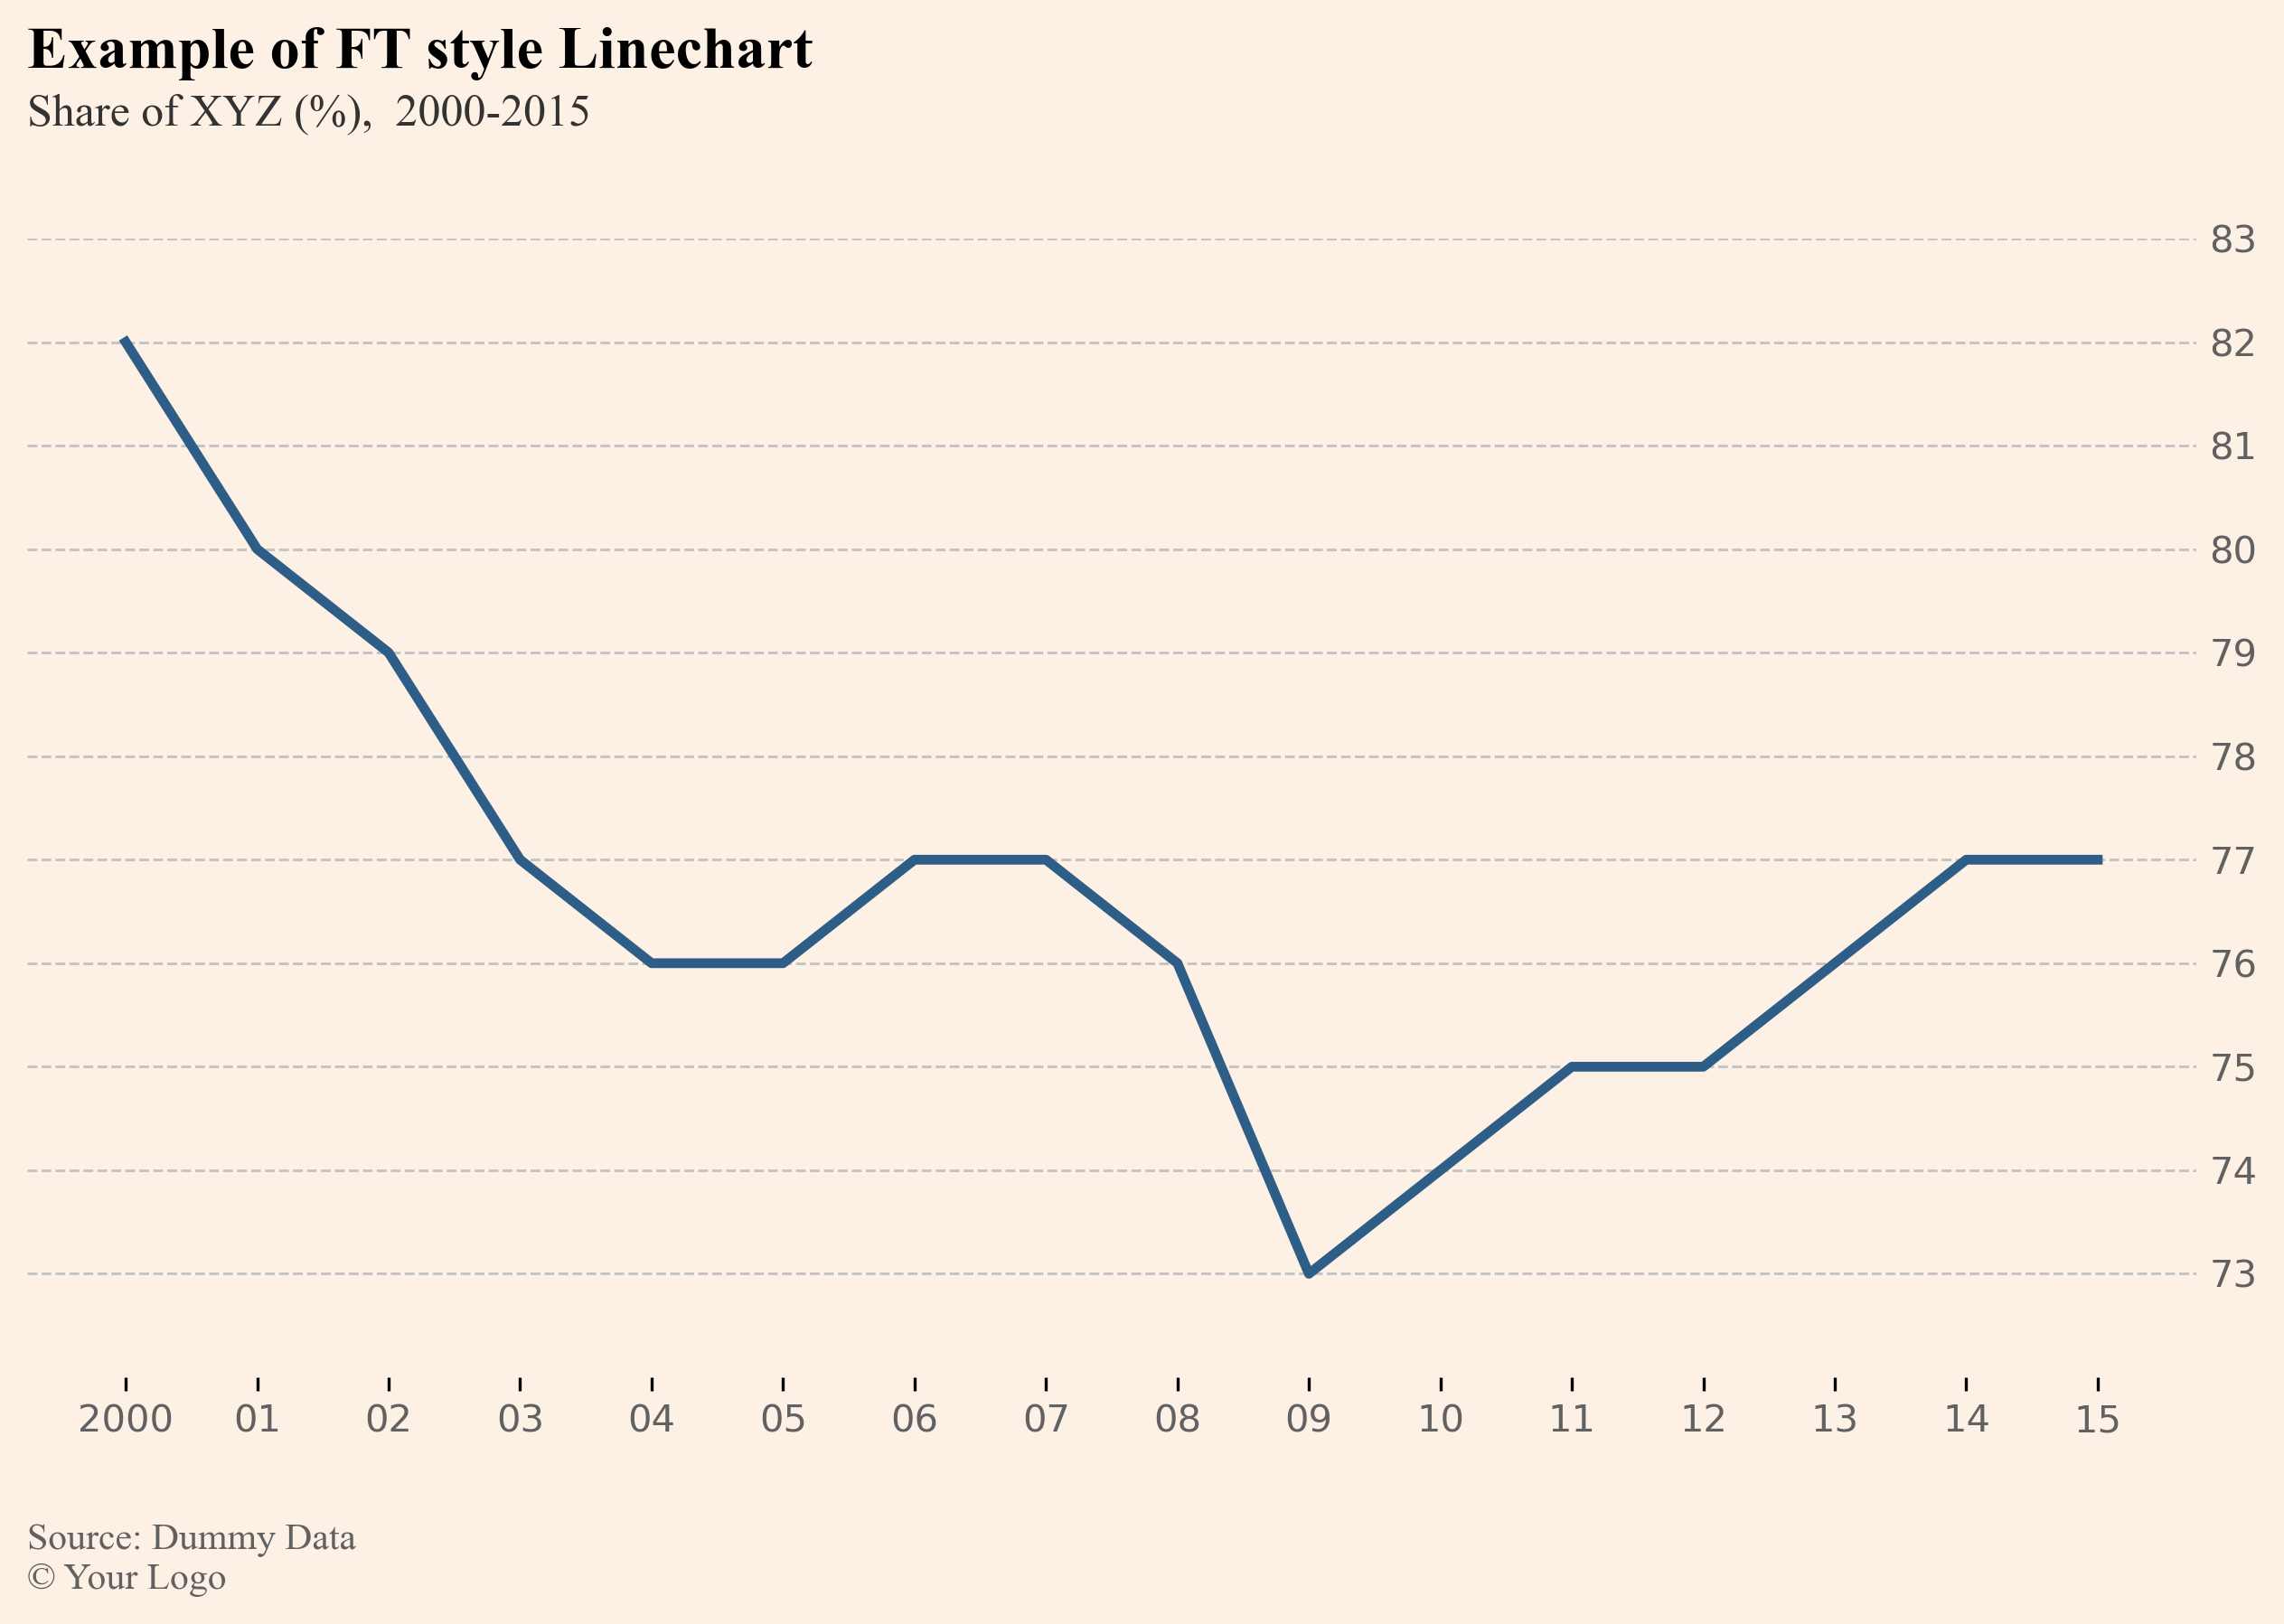 Example of FT style Linechart
Share of XYZ (%),  2000-2015
83
82
81
80
79
78
77
76
75
74
73
2000 01 02 03 04 05 06 07 08 09 10 11 12 13 14 15
Source: Dummy Data
© Your Logo